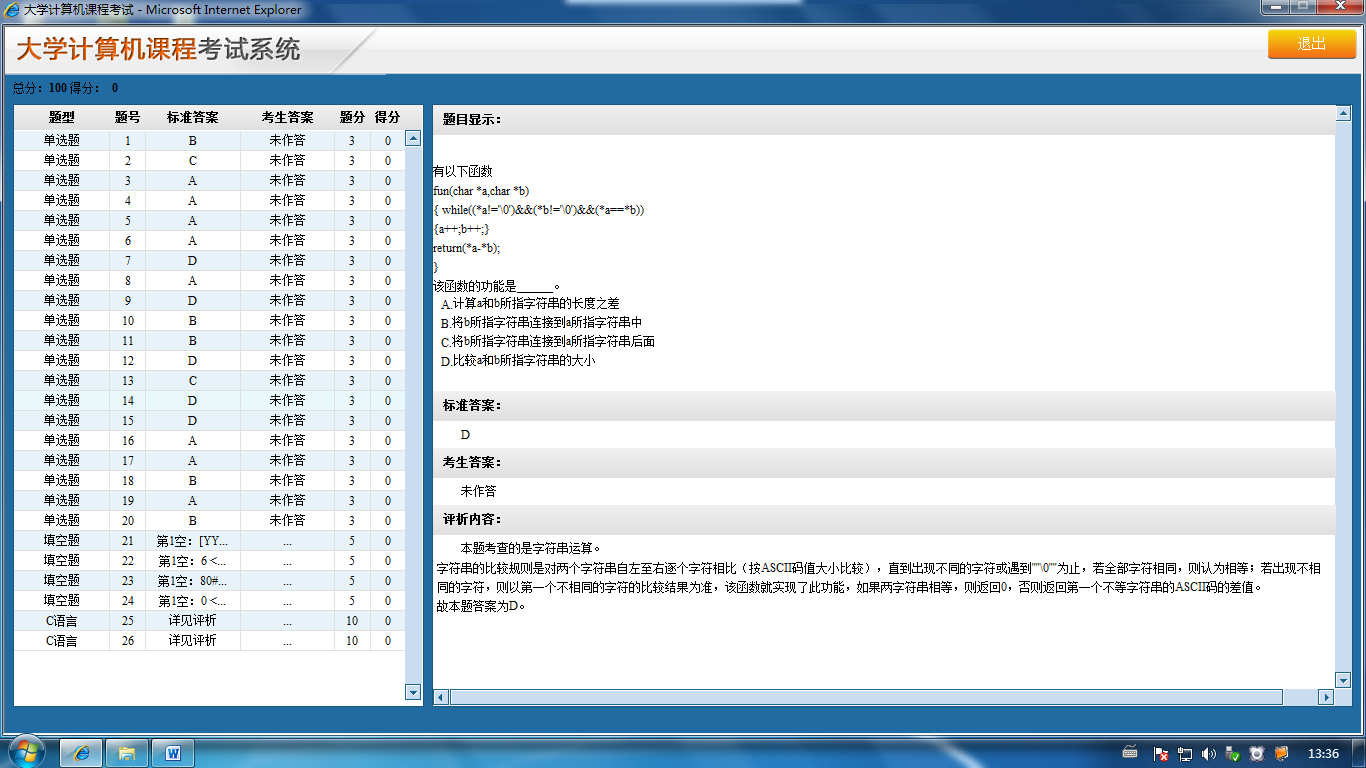 大学计算机课程考试 - Microsoft Internet Explorer
大学计算机课程考试系统
退出
总分：100 得分： 0
题型 题号 标准答案 考生答案 题分 得分
单选题 1 B 未作答 3 0
单选题 2 C 未作答 3 0
单选题 3 A 未作答 3 0
单选题 4 A 未作答 3 0
单选题 5 A 未作答 3 0
单选题 6 A 未作答 3 0
单选题 7 D 未作答 3 0
单选题 8 A 未作答 3 0
单选题 9 D 未作答 3 0
单选题 10 B 未作答 3 0
单选题 11 B 未作答 3 0
单选题 12 D 未作答 3 0
单选题 13 C 未作答 3 0
单选题 14 D 未作答 3 0
单选题 15 D 未作答 3 0
单选题 16 A 未作答 3 0
单选题 17 A 未作答 3 0
单选题 18 B 未作答 3 0
单选题 19 A 未作答 3 0
单选题 20 B 未作答 3 0
填空题 21 第1空：[YY... ... 5 0
填空题 22 第1空：6 <... ... 5 0
填空题 23 第1空：80#... ... 5 0
填空题 24 第1空：0 <... ... 5 0
C语言 25 详见评析 ... 10 0
C语言 26 详见评析 ... 10 0
题目显示：
有以下函数
fun(char *a,char *b)
{ while((*a!='\0')&&(*b!='\0')&&(*a==*b))
{a++;b++;}
return(*a-*b);
}
该函数的功能是______。
A.计算a和b所指字符串的长度之差
B.将b所指字符串连接到a所指字符串中
C.将b所指字符串连接到a所指字符串后面
D.比较a和b所指字符串的大小
标准答案：
D
考生答案：
未作答
评析内容：
本题考查的是字符串运算。
字符串的比较规则是对两个字符串自左至右逐个字符相比（按ASCII码值大小比较），直到出现不同的字符或遇到"'\0'"为止，若全部字符相同，则认为相等；若出现不相
同的字符，则以第一个不相同的字符的比较结果为准，该函数就实现了此功能，如果两字符串相等，则返回0，否则返回第一个不等字符串的ASCII码的差值。
故本题答案为D。
13:36